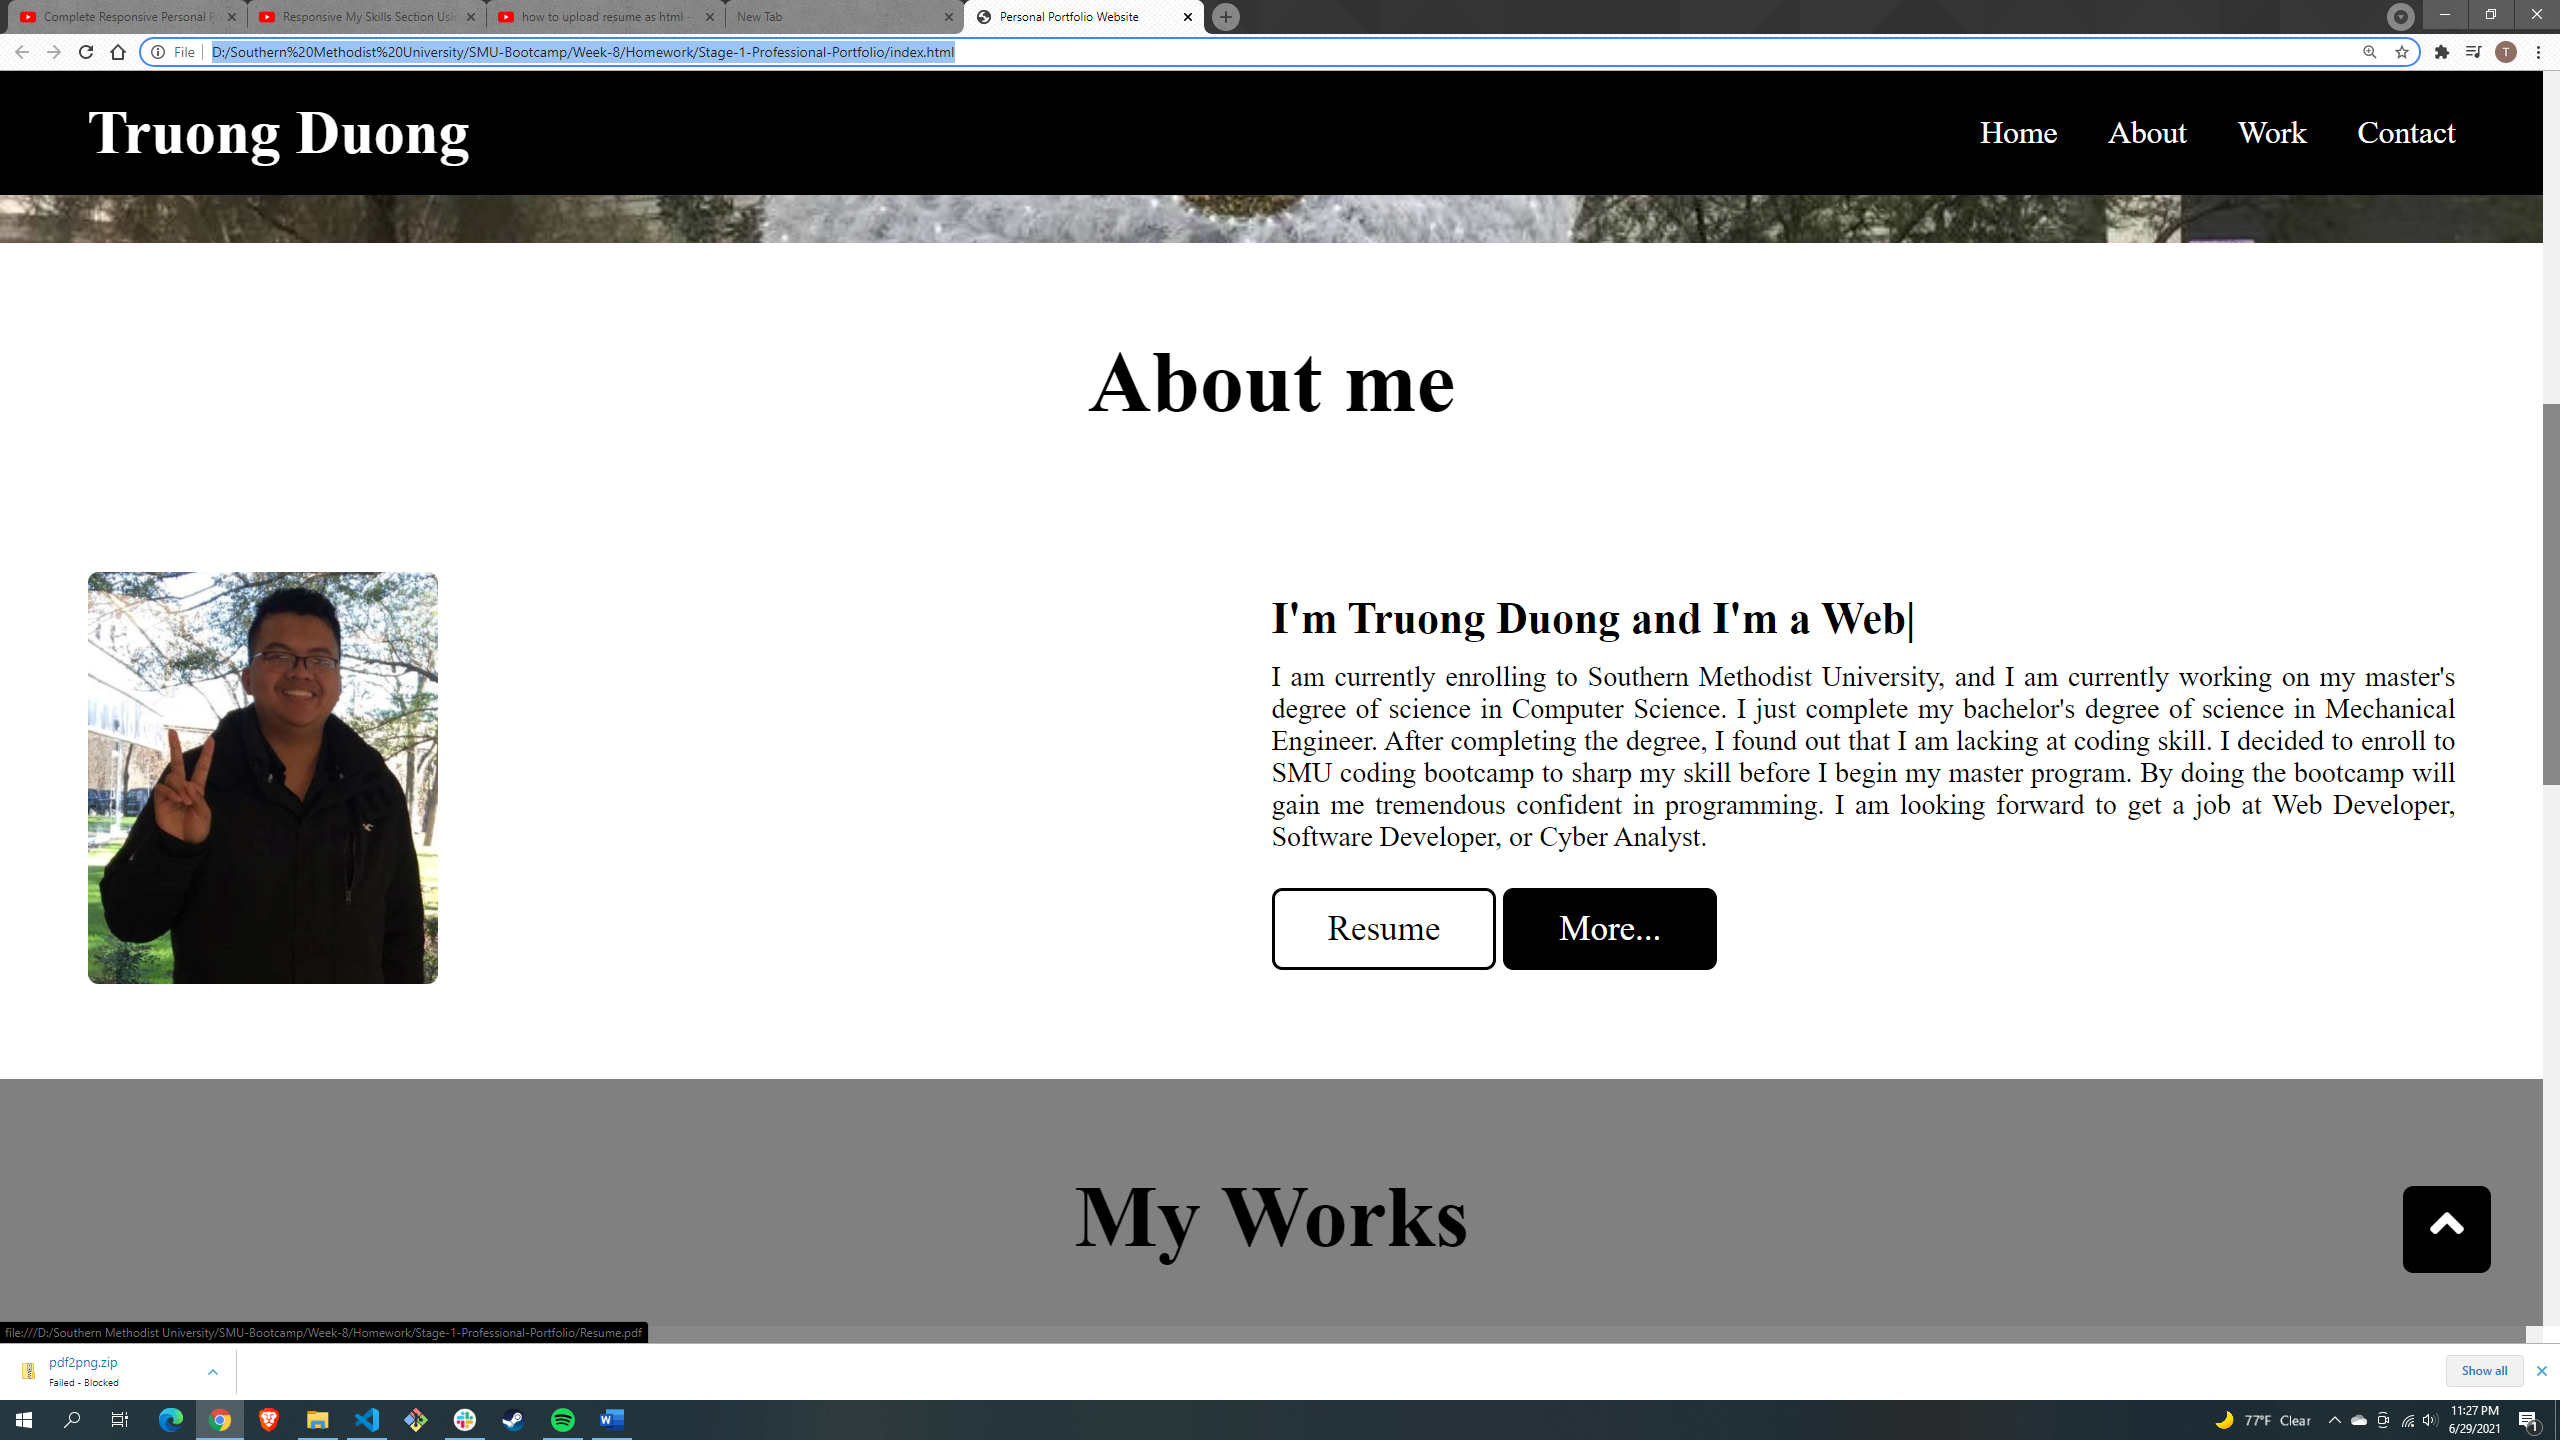 Complete Responsive Personal P
Responsive My Skills Section Usi
how to upload resume as html -
New Tab
Personal Portfolio Website
File
D:/Southern%20Methodist%20University/SMU-Bootcamp/Week-8/Homework/Stage-1-Professional-Portfolio/index.html
T
Truong Duong
Home
About
Work
Contact
About me
I'm Truong Duong and I'm a Web|
I am currently enrolling to Southern Methodist University, and I am currently working on my master's
degree of science in Computer Science. I just complete my bachelor's degree of science in Mechanical
Engineer. After completing the degree, I found out that I am lacking at coding skill. I decided to enroll to
SMU coding bootcamp to sharp my skill before I begin my master program. By doing the bootcamp will
gain me tremendous confident in programming. I am looking forward to get a job at Web Developer,
Software Developer, or Cyber Analyst.
Resume
More...
My Works
file:///D:/Southern Methodist University/SMU-Bootcamp/Week-8/Homework/Stage-1-Professional-Portfolio/Resume.pdf
pdf2png.zip
Failed - Blocked
Show all
77°F Clear
11:27 PM
6/29/2021
1